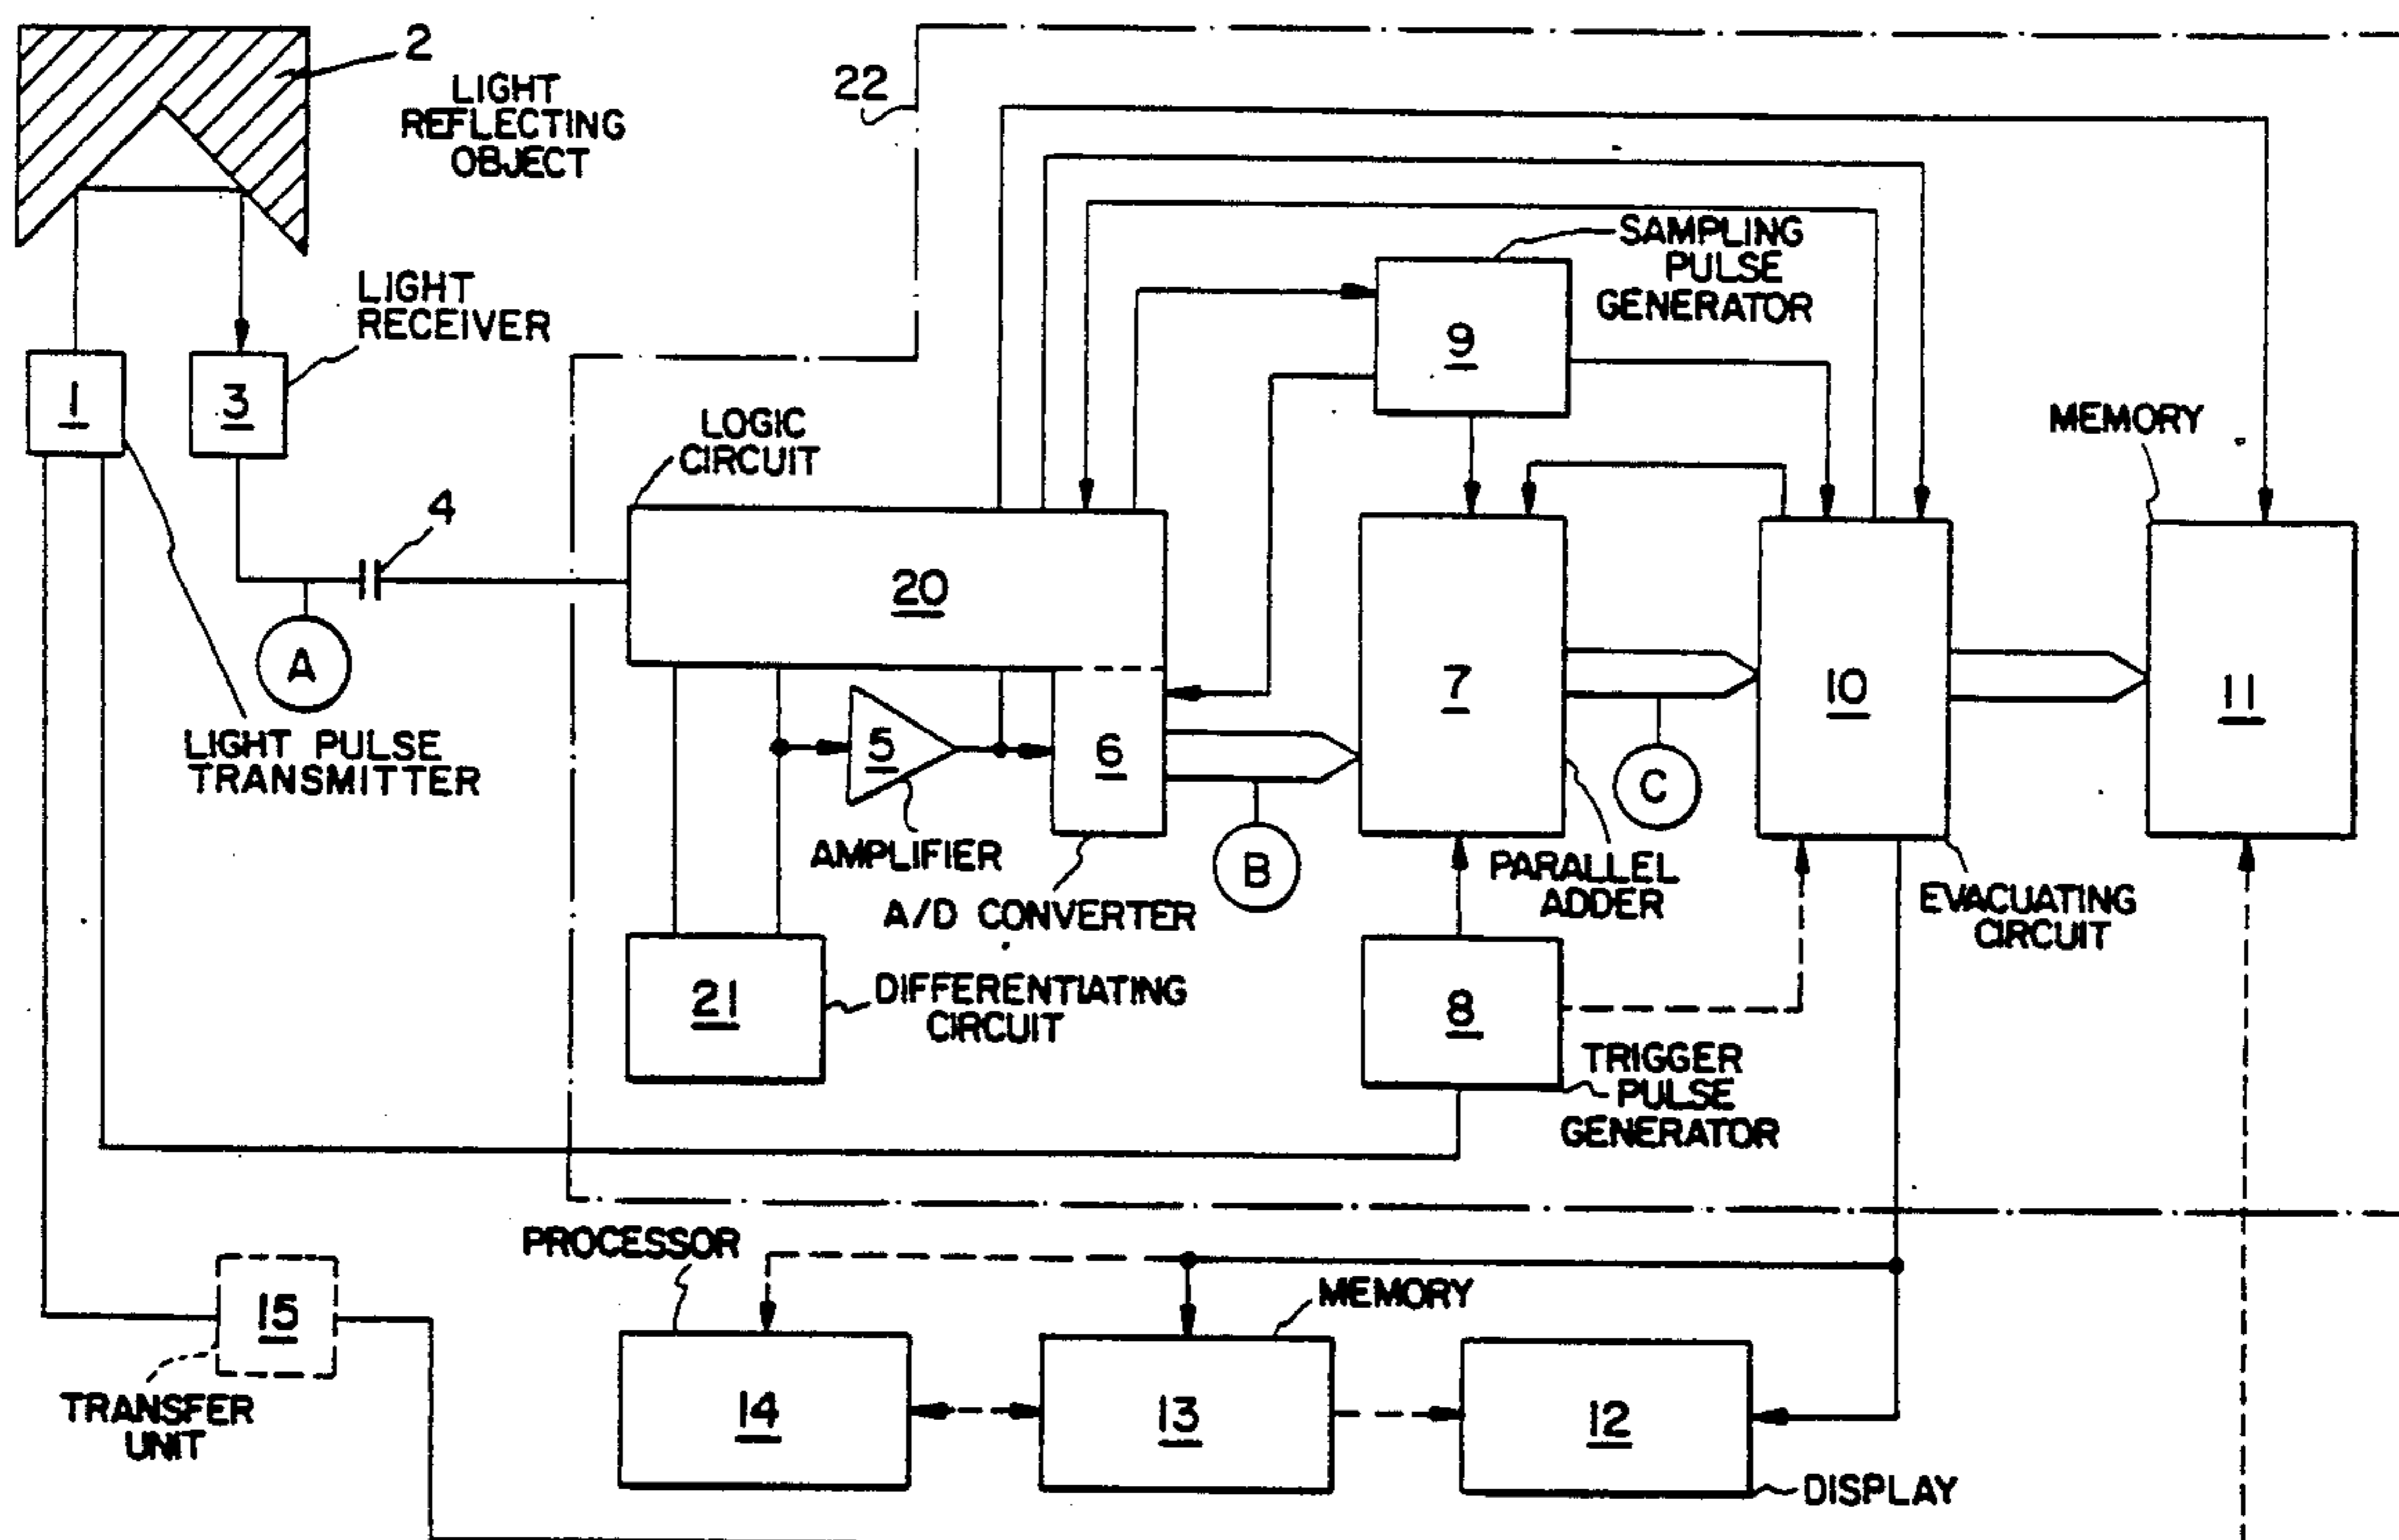 2
LIGHT
REFLECTING
OBJECT
22
SAMPLING
PULSE
GENERATOR
9
LIGHT
RECEIVER
1
3
LOGIC
CIRCUIT
MEMORY
4
20
A
7
10
11
5
6
LIGHT PULSE
TRANSMITTER
C
B
AMPLIFIER
PARALLEL
ADDER
A/D CONVERTER
EVACUATING
CIRCUIT
21
DIFFERENTIATING
CIRCUIT
8
TRIGGER
PULSE
GENERATOR
PROCESSOR
MEMORY
15
TRANSFER
UNIT
14
13
12
DISPLAY